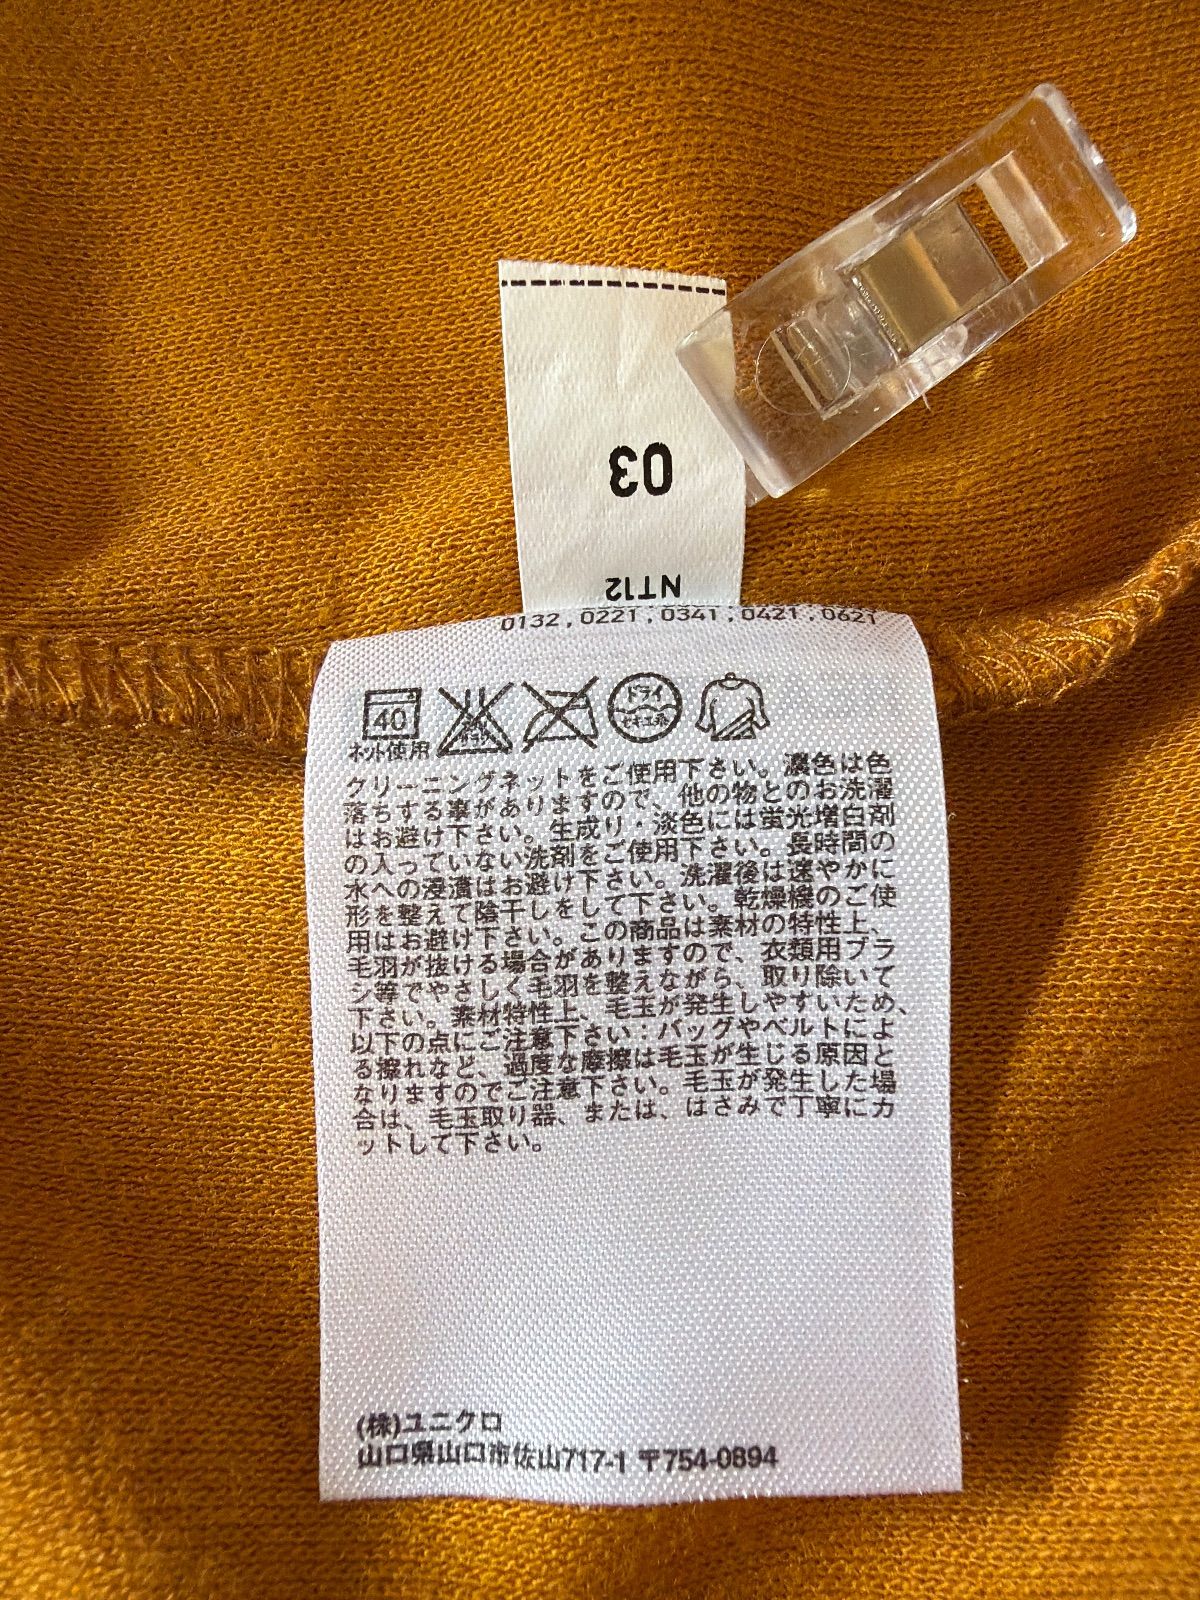 03
NT12
0132,0221,0341,0421,0621
40
ネット使用
ドライ
セキユ系
クリーニングネットをご使用下さい。濃色は色
落ちする事がありますので、他の物とのお洗濯
はお避け下さい。生成り・淡色には蛍光増白剤
の入っていない洗剤をご使用下さい。長時間の
水への浸漬はお避け下さい。洗濯後は速やかに
形を整えて陰干しをして下さい。乾燥機のご使
用はお避け下さい。この商品は素材の特性上、
毛羽が抜ける場合がありますので、衣類用ブラ
シ等でやさしく毛羽を整えながら、取り除いて
下さい。素材特性上、毛玉が発生しやすいため、
以下の点にご注意下さい:バッグやベルトによ
る擦れなど、過度な摩擦は毛玉が生じる原因と
なりますのでご注意下さい。毛玉が発生した場
合は、毛玉取り器、または、はさみで丁寧にカ
ットして下さい。
(株)ユニクロ
山口県山口市佐山717-1 〒754-0894